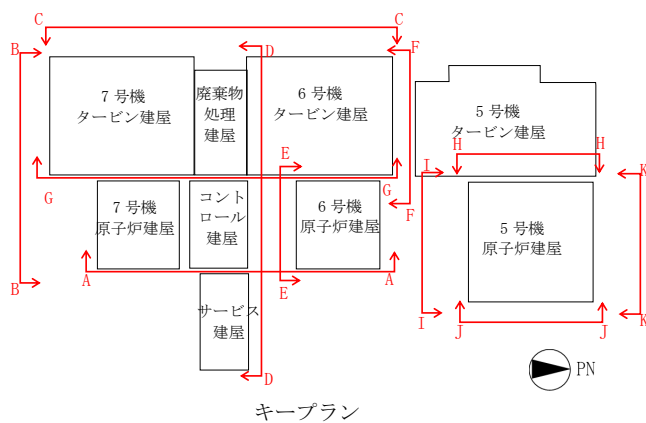 C
C
B
D
F
7 号機
タービン建屋
廃棄物
処理
建屋
6 号機
タービン建屋
5 号機
タービン建屋
E
H
H
I
K
G
G
7 号機
原子炉建屋
コント
ロール
建屋
6 号機
原子炉建屋
F
5 号機
原子炉建屋
A
A
B
E
サービス
建屋
I
J
J
K
D
PN
キープラン